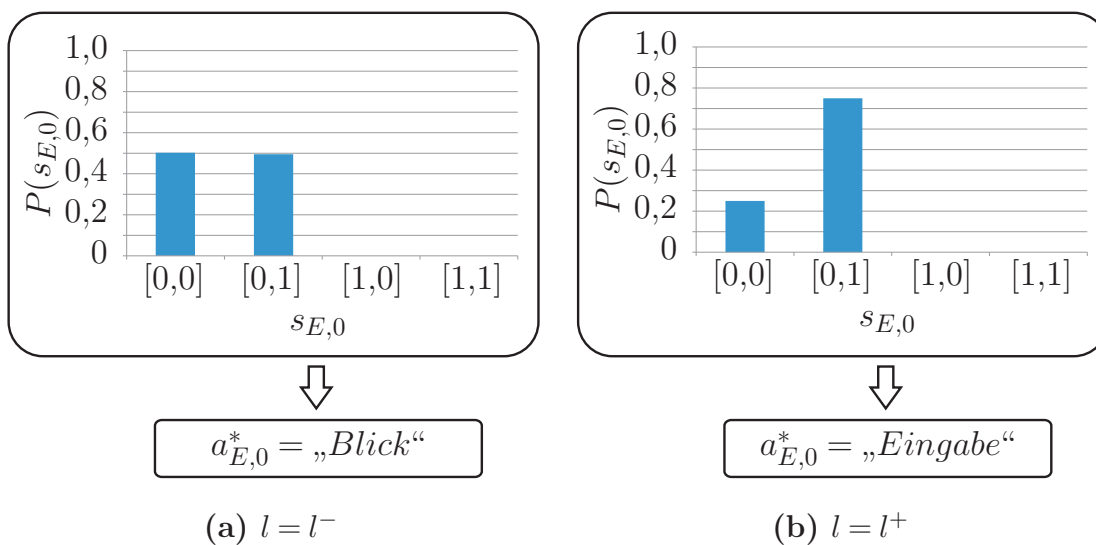 1,0
0,8
0,6
0,4
0,2
0
P(s_{E,0})
[0,0] [0,1] [1,0] [1,1]
s_{E,0}
a^*_{E,0} = „Blick“
(a) l = l^-
1,0
0,8
0,6
0,4
0,2
0
P(s_{E,0})
[0,0] [0,1] [1,0] [1,1]
s_{E,0}
a^*_{E,0} = „Eingabe“
(b) l = l^+